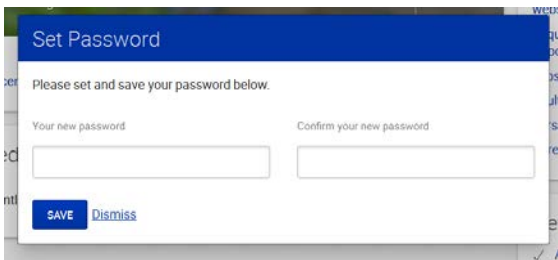 Set Password
Please set and save your password below.
Your new password
Confirm your new password
SAVE
Dismiss